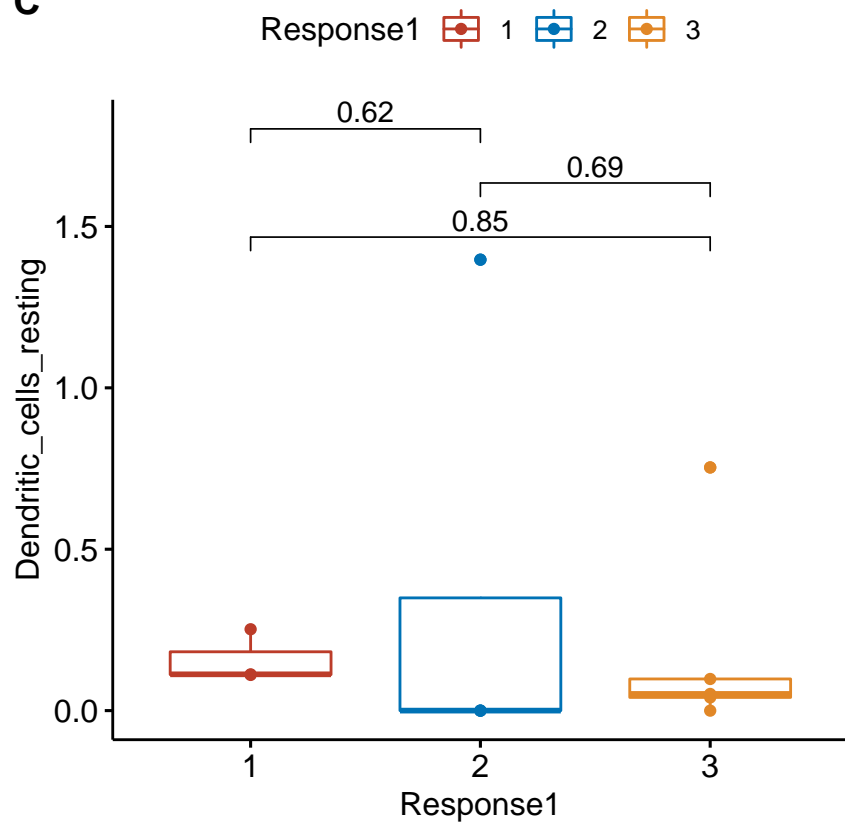 C
Response1 1 2 3
0.62
0.69
0.85
1.5
1.0
0.5
0.0
Dendritic_cells_resting
1 2 3
Response1